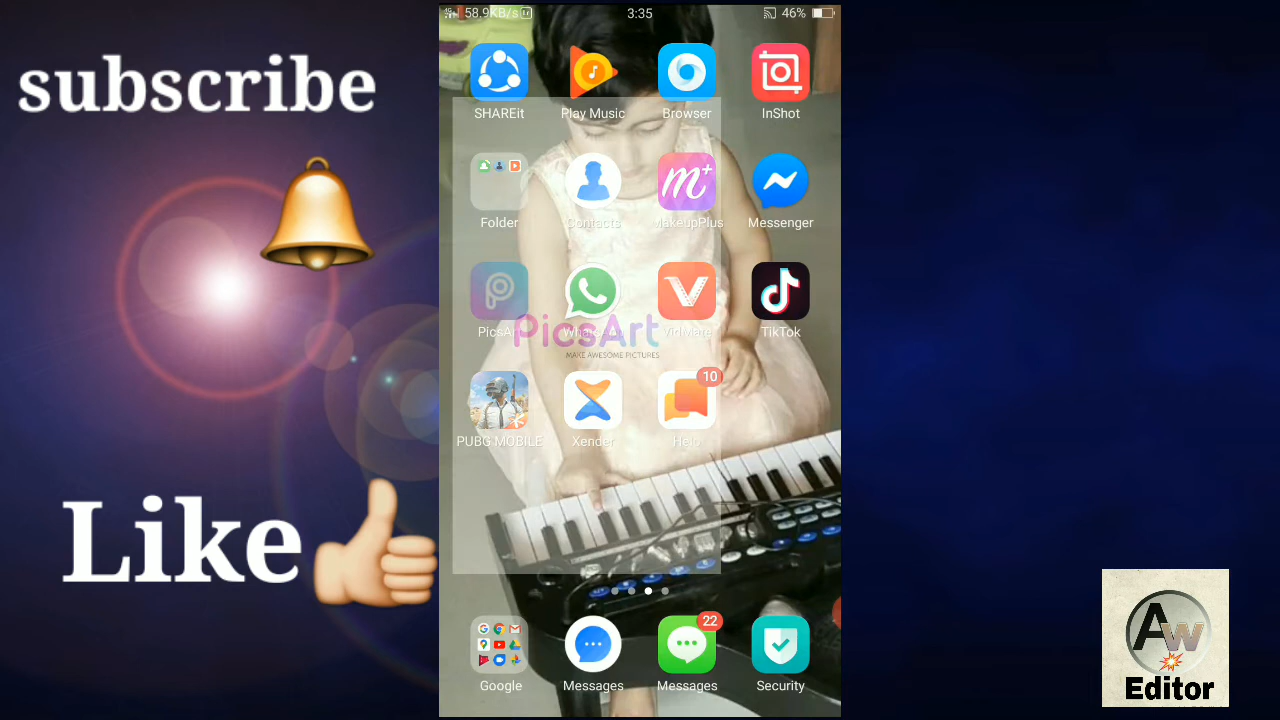 subscribe
Like
58.9KB/s
3:35
46%
SHAREit
Play Music
Browser
InShot
Folder
Contacts
m+
MakeupPlus
Messenger
WhatsApp
VidMate
TikTok
PicsArt
MAKE AWESOME PICTURES
PUBG MOBILE
Xender
10
Helo
Google
Messages
22
Messages
Security
AW
Editor